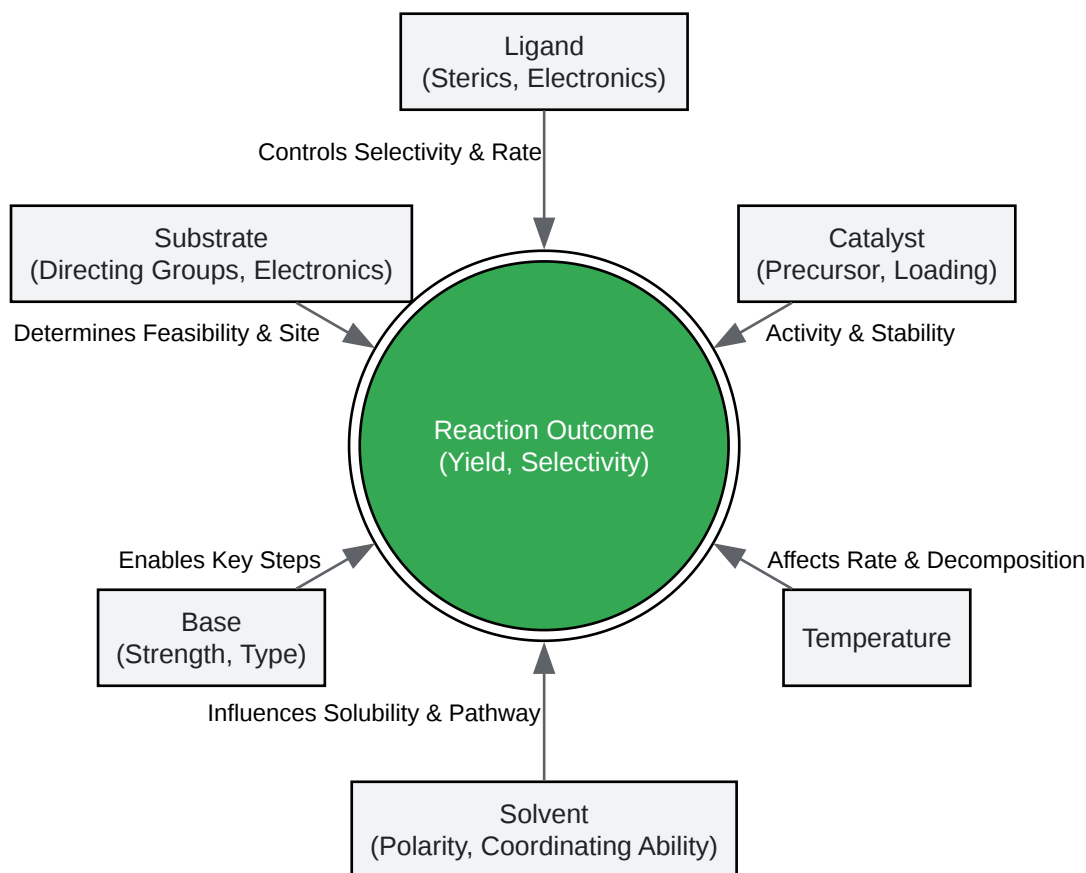 Ligand
(Sterics, Electronics)
Controls Selectivity & Rate
Substrate
(Directing Groups, Electronics)
Catalyst
(Precursor, Loading)
Determines Feasibility & Site
Activity & Stability
Reaction Outcome
(Yield, Selectivity)
Enables Key Steps
Affects Rate & Decomposition
Base
(Strength, Type)
Temperature
Influences Solubility & Pathway
Solvent
(Polarity, Coordinating Ability)